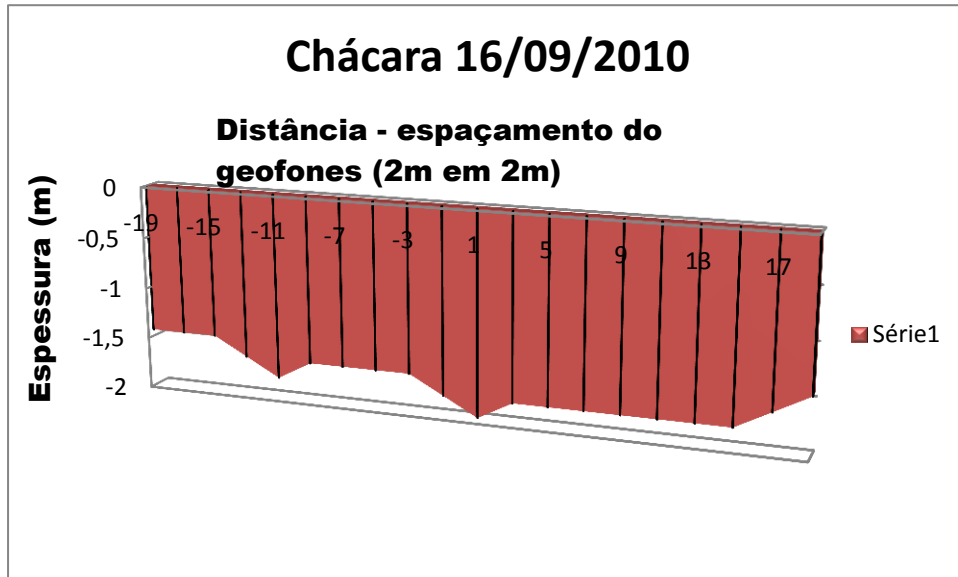 Chácara 16/09/2010
Distância - espaçamento do
geofones (2m em 2m)
Espessura (m)
0
-0,5
-1
-1,5
-2
-19 -15 -11 -7 -3 1 5 9 13 17
Série1